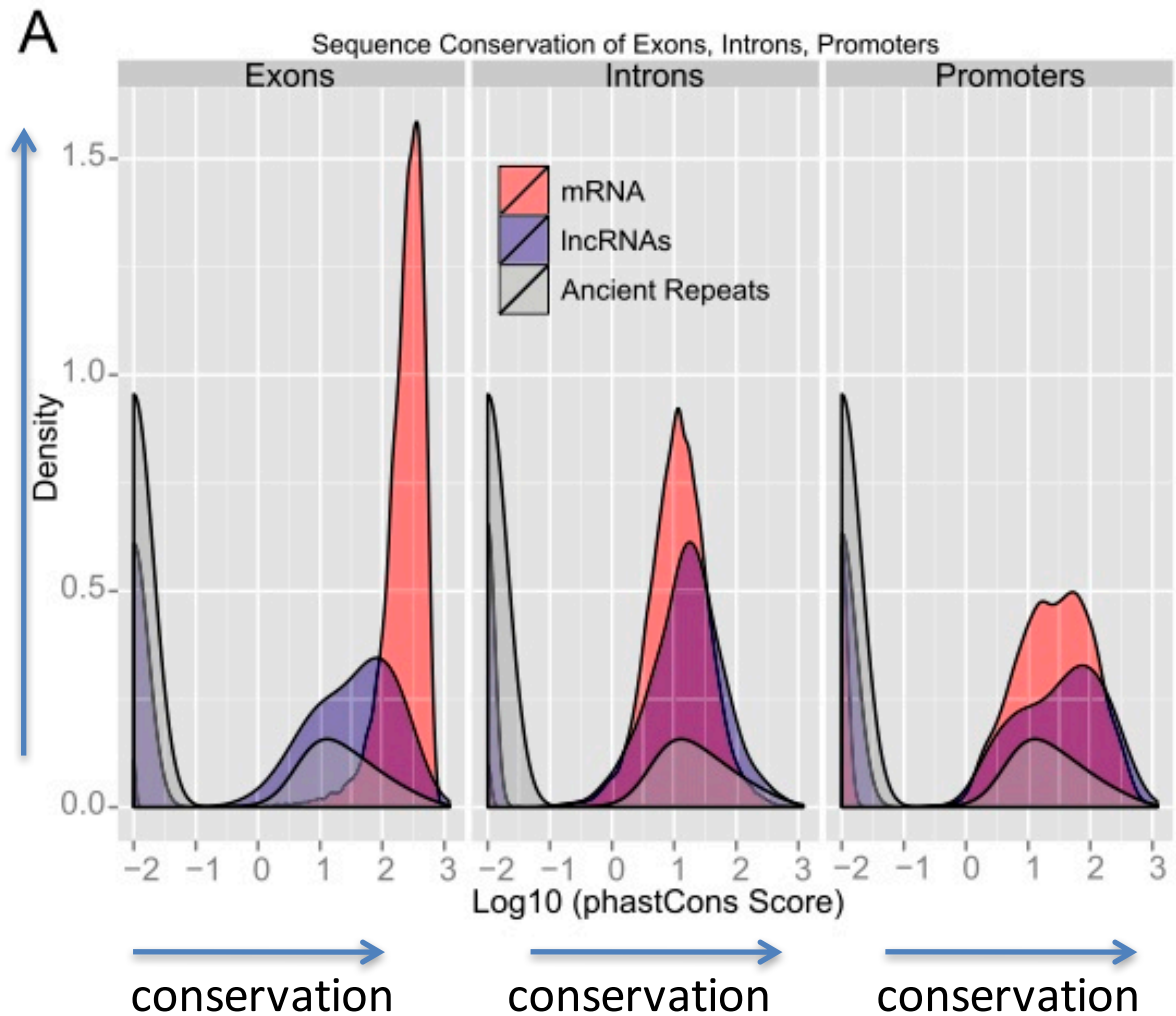 A
Sequence Conservation of Exons, Introns, Promoters
Exons Introns Promoters
1.5
1.0
0.5
0.0
Density
mRNA
lncRNAs
Ancient Repeats
−2 −1 0 1 2 3 −2 −1 0 1 2 3 −2 −1 0 1 2 3
Log10 (phastCons Score)
conservation conservation conservation